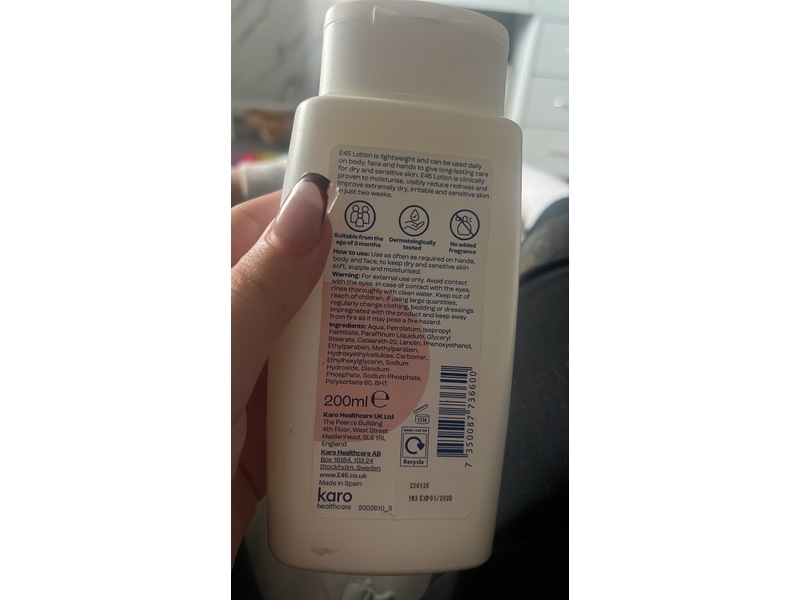 E45 Lotion is lightweight and can be used daily
on body, face and hands to give long-lasting care
for dry and sensitive skin. E45 Lotion is clinically
proven to moisturise, visibly reduce redness and
improve extremely dry, irritable and sensitive skin
in just two weeks.
Suitable from the
age of 3 months
Dermatologically
tested
No added
fragrance
How to use: Use as often as required on hands,
body and face, to keep dry and sensitive skin
soft, supple and moisturised.
Warning: For external use only. Avoid contact
with the eyes. In case of contact with the eyes,
rinse thoroughly with clean water. Keep out of
reach of children. If using large quantities,
regularly change clothing, bedding or dressings
impregnated with the product and keep away
from fire as it may pose a fire hazard.
Ingredients: Aqua, Petrolatum, Isopropyl
Palmitate, Paraffinum Liquidum, Glyceryl
Stearate, Ceteareth-20, Lanolin, Phenoxyethanol,
Ethylparaben, Methylparaben,
Hydroxyethylcellulose, Carbomer,
Ethylhexylglycerin, Sodium
Hydroxide, Disodium
Phosphate, Sodium Phosphate,
Polysorbate 60, BHT.
200ml e
12M
Karo Healthcare UK Ltd
The Pearce Building
4th Floor, West Street
Maidenhead, SL6 1RL
England
Karo Healthcare AB
Box 16184, 103 24
Stockholm, Sweden
www.E45.co.uk
Made in Spain
karo
healthcare 2002610_3
Recycle
7 350087 736600
230125
193 EXP01/2028